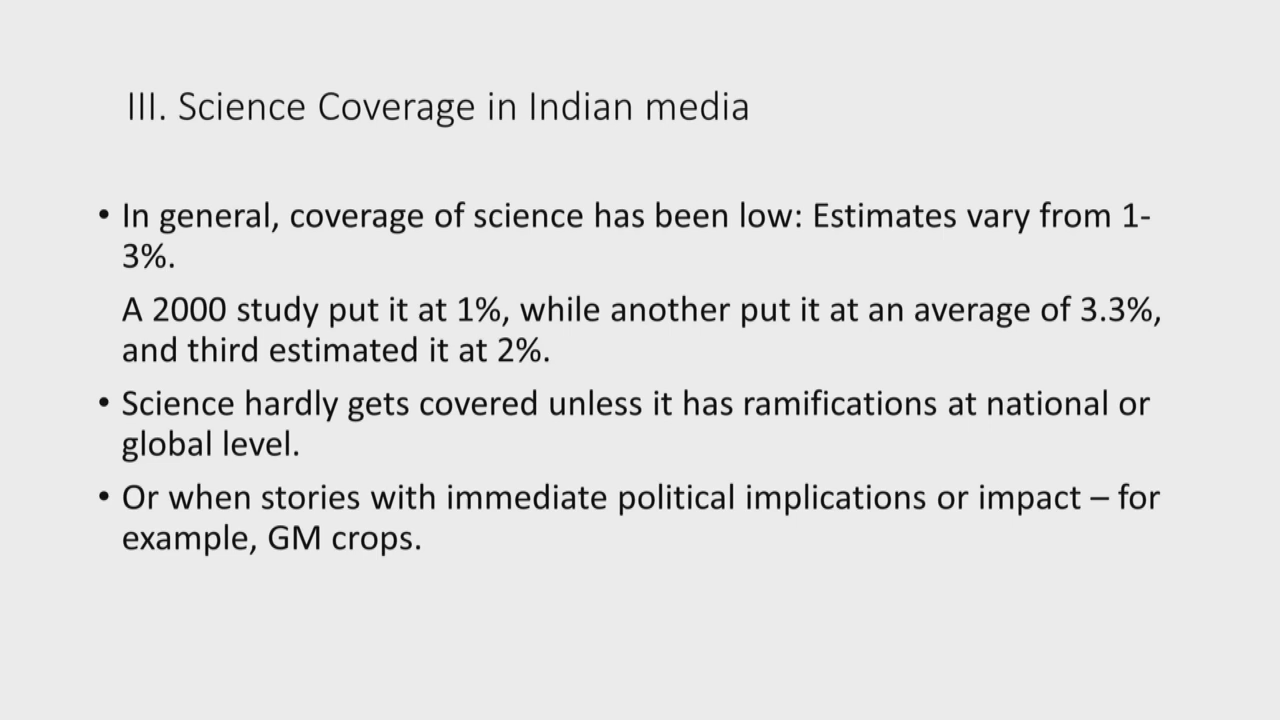 III. Science Coverage in Indian media
• In general, coverage of science has been low: Estimates vary from 1-
3%.
A 2000 study put it at 1%, while another put it at an average of 3.3%,
and third estimated it at 2%.
• Science hardly gets covered unless it has ramifications at national or
global level.
• Or when stories with immediate political implications or impact – for
example, GM crops.